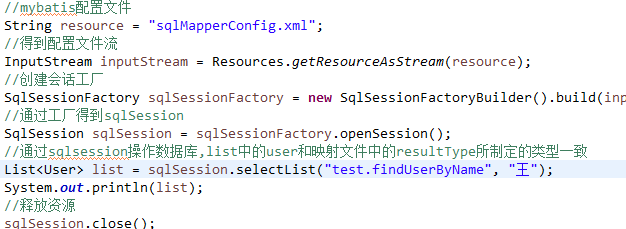 //mybatis配置文件
String resource = "sqlMapperConfig.xml";
//得到配置文件流
InputStream inputStream = Resources.getResourceAsStream(resource);
//创建会话工厂
SqlSessionFactory sqlSessionFactory = new SqlSessionFactoryBuilder().build(inp
//通过工厂得到sqlSession
SqlSession sqlSession = sqlSessionFactory.openSession();
//通过sqlsession操作数据库,list中的user和映射文件中的resultType所制定的类型一致
List<User> list = sqlSession.selectList("test.findUserByName", "王");
System.out.println(list);
//释放资源
sqlSession.close();